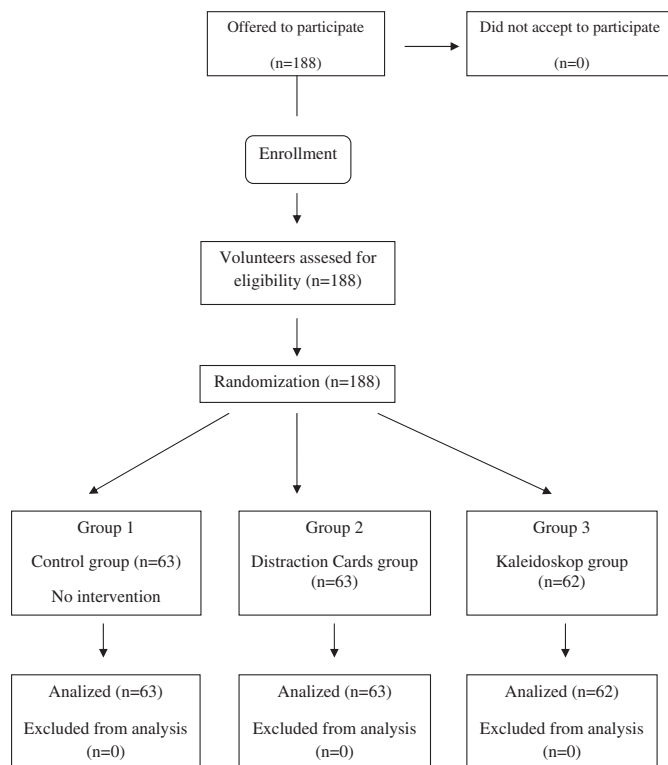 Offered to participate
(n=188)
Did not accept to participate
(n=0)
Enrollment
Volunteers assesed for
eligibility (n=188)
Randomization (n=188)
Group 1
Control group (n=63)
No intervention
Group 2
Distraction Cards group
(n=63)
Group 3
Kaleidoskop group
(n=62)
Analized (n=63)
Excluded from analysis
(n=0)
Analized (n=63)
Excluded from analysis
(n=0)
Analized (n=62)
Excluded from analysis
(n=0)